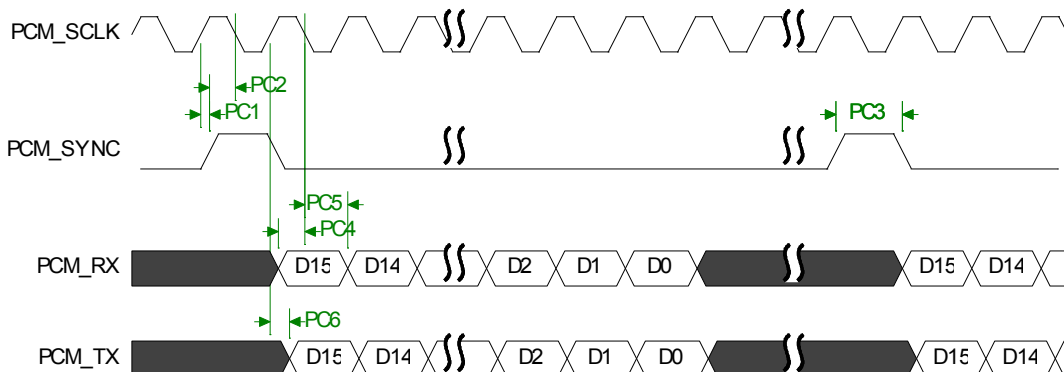 PCM_SCLK
PC2
PC1
PC3
PCM_SYNC
PC5
PC4
PCM_RX D15 D14 D2 D1 D0 D15 D14
PC6
PCM_TX D15 D14 D2 D1 D0 D15 D14